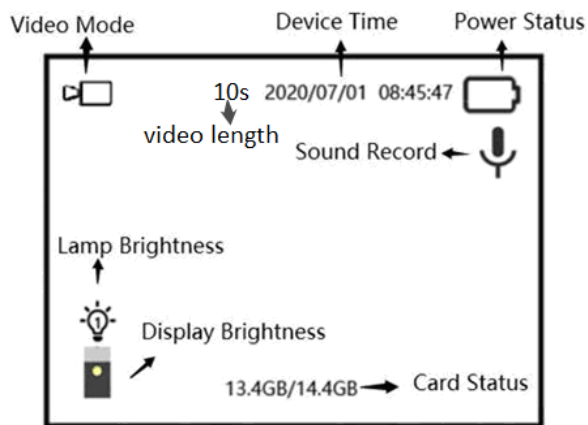 Video Mode
Device Time
Power Status
10s 2020/07/01 08:45:47
video length
Sound Record
Lamp Brightness
1
Display Brightness
13.4GB/14.4GB
Card Status